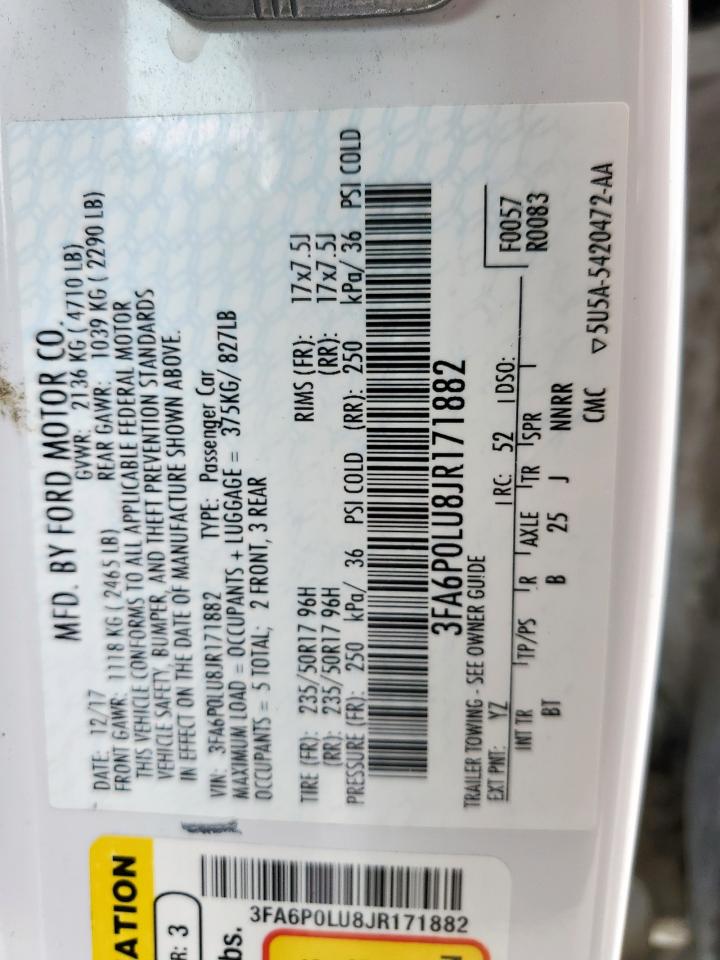 MFD. BY FORD MOTOR CO.
DATE: 12/17 GVWR: 2136 KG ( 4710 LB)
FRONT GAWR: 1118 KG ( 2465 LB) REAR GAWR: 1039 KG ( 2290 LB)
THIS VEHICLE CONFORMS TO ALL APPLICABLE FEDERAL MOTOR
VEHICLE SAFETY, BUMPER, AND THEFT PREVENTION STANDARDS
IN EFFECT ON THE DATE OF MANUFACTURE SHOWN ABOVE.
VIN: 3FA6P0LU8JR171882 TYPE: Passenger Car
MAXIMUM LOAD = OCCUPANTS + LUGGAGE = 375KG/ 827LB
OCCUPANTS = 5 TOTAL; 2 FRONT, 3 REAR
TIRE (FR): 235/50R17 96H RIMS (FR): 17x7.5J
(RR): 235/50R17 96H (RR): 17x7.5J
PRESSURE (FR): 250 kPa/ 36 PSI COLD (RR): 250 kPa/ 36 PSI COLD
3FA6P0LU8JR171882
TRAILER TOWING - SEE OWNER GUIDE F0057
EXT PNT: YZ RC: 52 DSO: R0083
INT TR TP/PS R AXLE TR SPR
BT B 25 J NNRR
CMC ▽5U5A-5420472-AA
ATION
R: 3
bs.
3FA6P0LU8JR171882